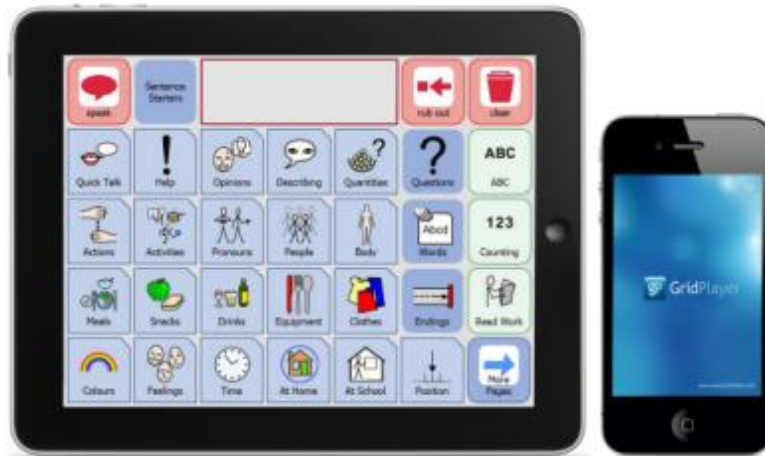 speak
Sentence
Starters
rub out
clear
Quick Talk
Help
Opinions
Describing
Quantities
Questions
ABC
ABC
Actions
Activities
Pronouns
People
Body
Abcd
Words
123
Counting
Meals
Snacks
Drinks
Equipment
Clothes
Endings
Read Work
Colours
Feelings
Time
At Home
At School
Position
More
Pages
GridPlayer